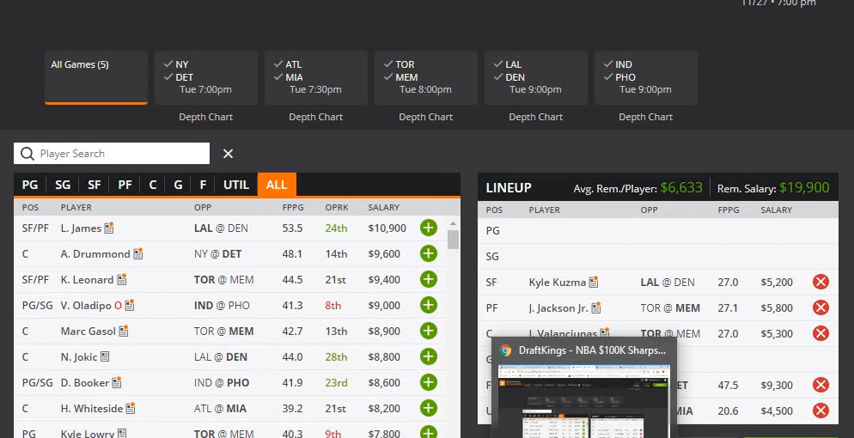 11/27 • 7:00 pm
All Games (5)
NY
DET
Tue 7:00pm
ATL
MIA
Tue 7:30pm
TOR
MEM
Tue 8:00pm
LAL
DEN
Tue 9:00pm
IND
PHO
Tue 9:00pm
Depth Chart Depth Chart Depth Chart Depth Chart Depth Chart
Player Search
PG SG SF PF C G F UTIL ALL
POS PLAYER OPP FPPG OPRK SALARY
SF/PF L. James LAL @ DEN 53.5 24th $10,900
C A. Drummond NY @ DET 48.1 14th $9,600
SF/PF K. Leonard TOR @ MEM 44.5 21st $9,400
PG/SG V. Oladipo O IND @ PHO 41.3 8th $9,000
C Marc Gasol TOR @ MEM 42.7 13th $8,900
C N. Jokic LAL @ DEN 44.0 28th $8,800
PG/SG D. Booker IND @ PHO 41.9 23rd $8,600
C H. Whiteside ATL @ MIA 39.2 21st $8,200
PG Kyle Lowry TOR @ MEM 40.3 9th $7,800
LINEUP Avg. Rem./Player: $6,633 Rem. Salary: $19,900
POS PLAYER OPP FPPG SALARY
PG
SG
SF Kyle Kuzma LAL @ DEN 27.0 $5,200
PF J. Jackson Jr. TOR @ MEM 27.1 $5,800
C J. Valanciunas TOR @ MEM 27.0 $5,300
G
F ET 47.5 $9,300
U MIA 20.6 $4,500
DraftKings - NBA $100K Sharps...